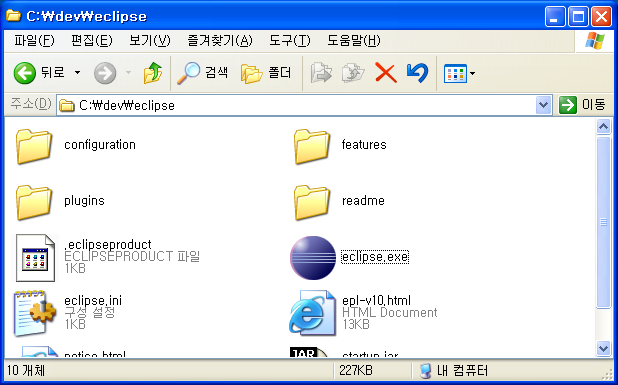 C:₩dev₩eclipse
파일(F) 편집(E) 보기(V) 즐겨찾기(A) 도구(T) 도움말(H)
뒤로 검색 폴더
주소(D) C:₩dev₩eclipse 이동
configuration features
plugins readme
.eclipseproduct
ECLIPSEPRODUCT 파일
1KB
eclipse.exe
eclipse.ini
구성 설정
1KB
epl-v10.html
HTML Document
13KB
notice.html
JAR startup.jar
10 개체 227KB 내 컴퓨터